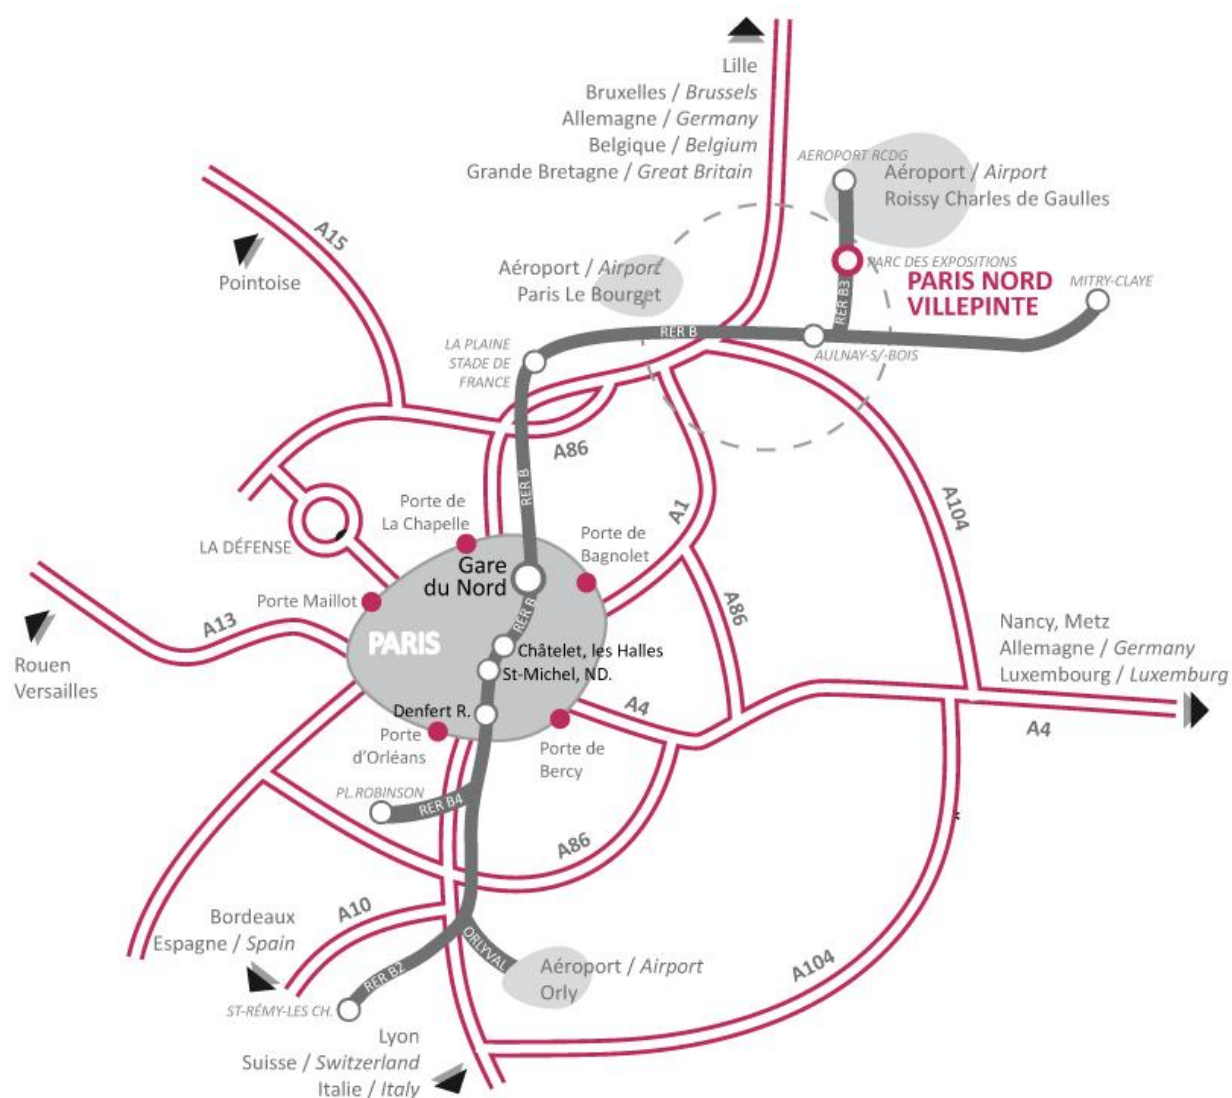 Lille
Bruxelles / Brussels
Allemagne / Germany
Belgique / Belgium
Grande Bretagne / Great Britain
AEROPORT RCDG
Aéroport / Airport
Roissy Charles de Gaulles
A15
Pointoise
Aéroport / Airport
Paris Le Bourget
PARC DES EXPOSITIONS
PARIS NORD
VILLEPINTE
MITRY-CLAYE
RER B3
RER B
LA PLAINE
STADE DE
FRANCE
AULNAY-S/-BOIS
A86
RER B
A1
A104
Porte de
La Chapelle
Porte de
Bagnolet
LA DÉFENSE
Gare
du Nord
Porte Maillot
RER B
A86
A13
PARIS
Châtelet, les Halles
St-Michel, ND.
Rouen
Versailles
Nancy, Metz
Allemagne / Germany
Luxembourg / Luxemburg
A4
A4
Denfert R.
Porte
d'Orléans
Porte de
Bercy
PL.ROBINSON
RER B4
A86
A10
Bordeaux
Espagne / Spain
ORLYVAL
RER B2
Aéroport / Airport
Orly
A104
ST-RÉMY-LES CH.
Lyon
Suisse / Switzerland
Italie / Italy